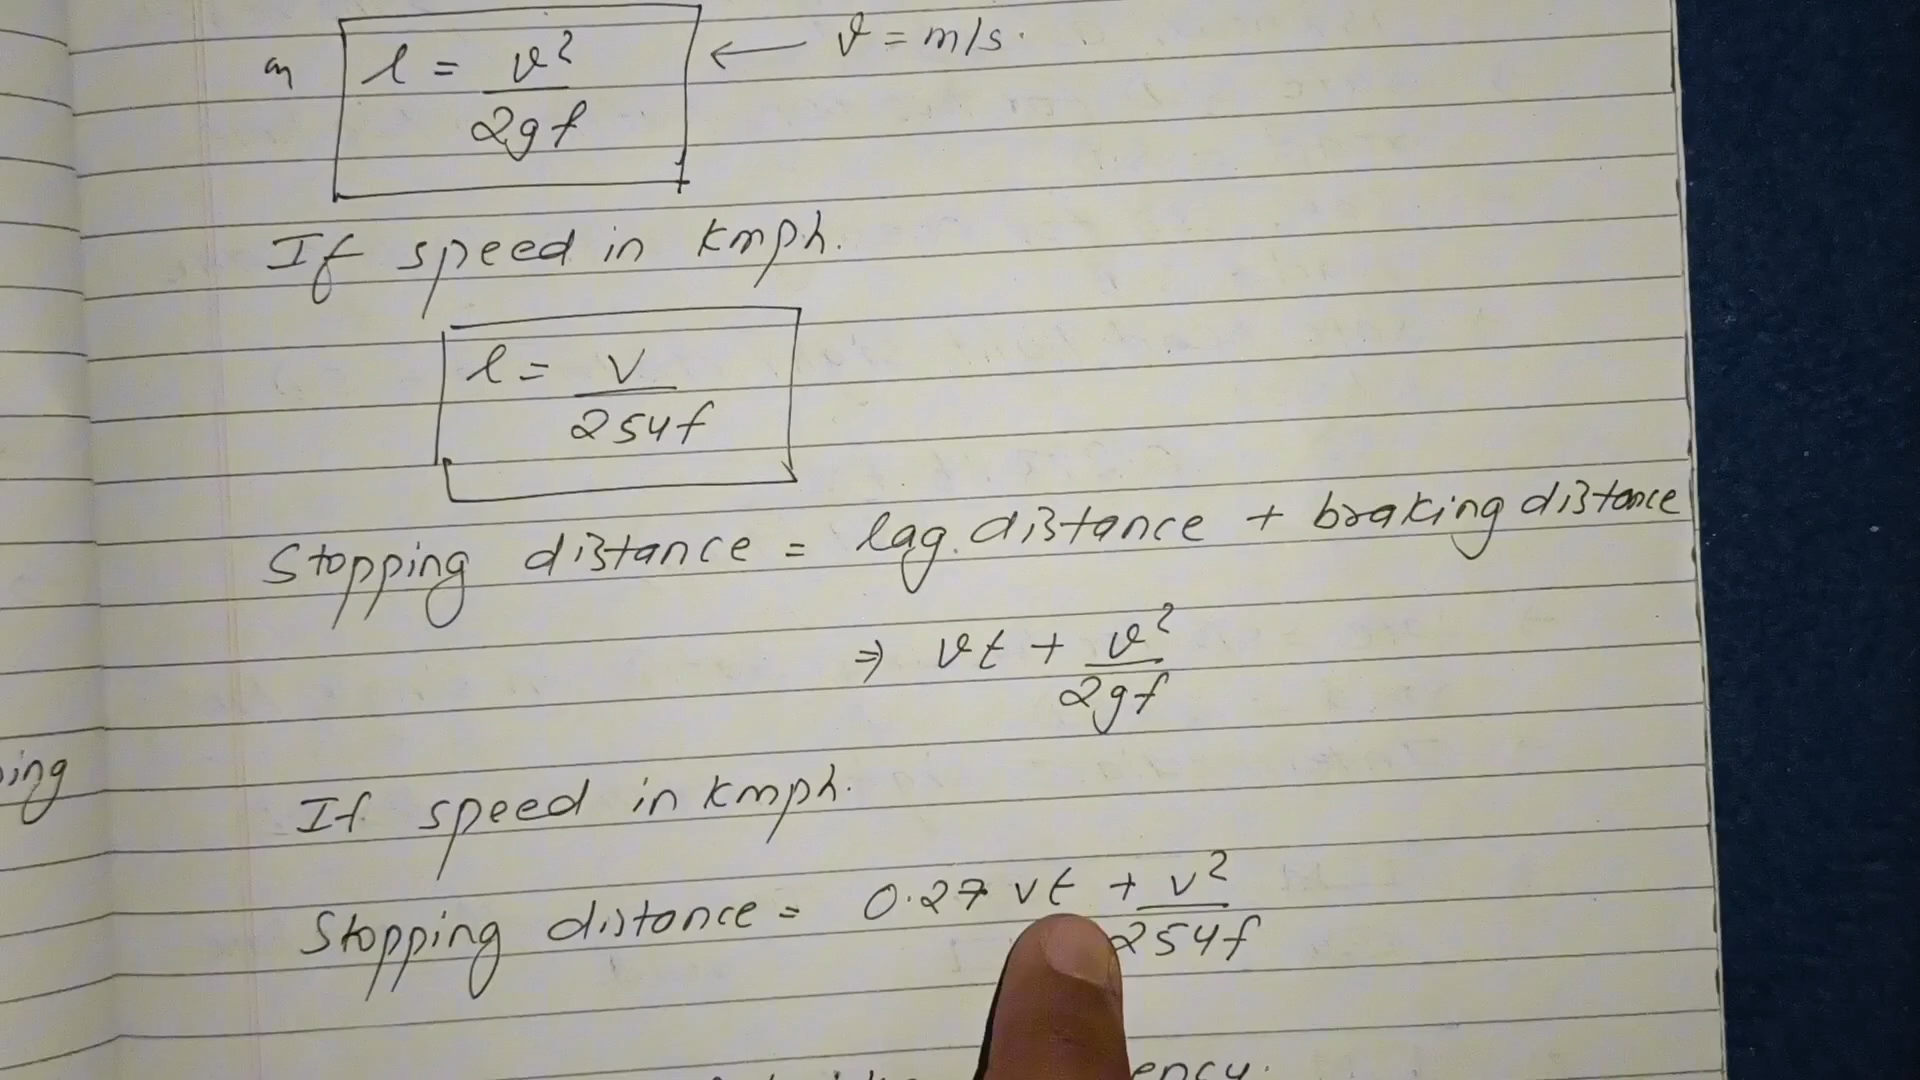 l = v² / 2gf ← v = m/s.
If speed in kmph.
l = V / 254f
Stopping distance = lag distance + braking distance
⇒ vt + v² / 2gf
ing
If speed in kmph.
Stopping distance = 0.27 vt + v² / 254f